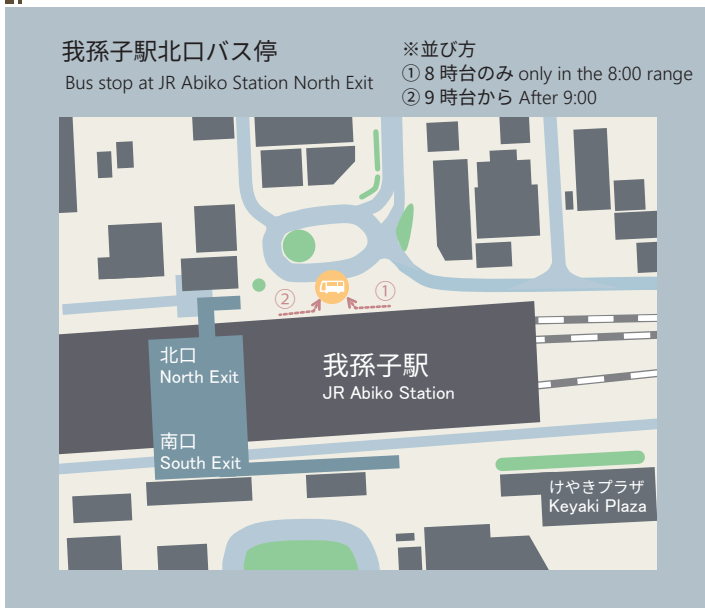 我孫子駅北口バス停
Bus stop at JR Abiko Station North Exit
※並び方
① 8 時台のみ only in the 8:00 range
② 9 時台から After 9:00
②
①
北口
North Exit
我孫子駅
JR Abiko Station
南口
South Exit
けやきプラザ
Keyaki Plaza